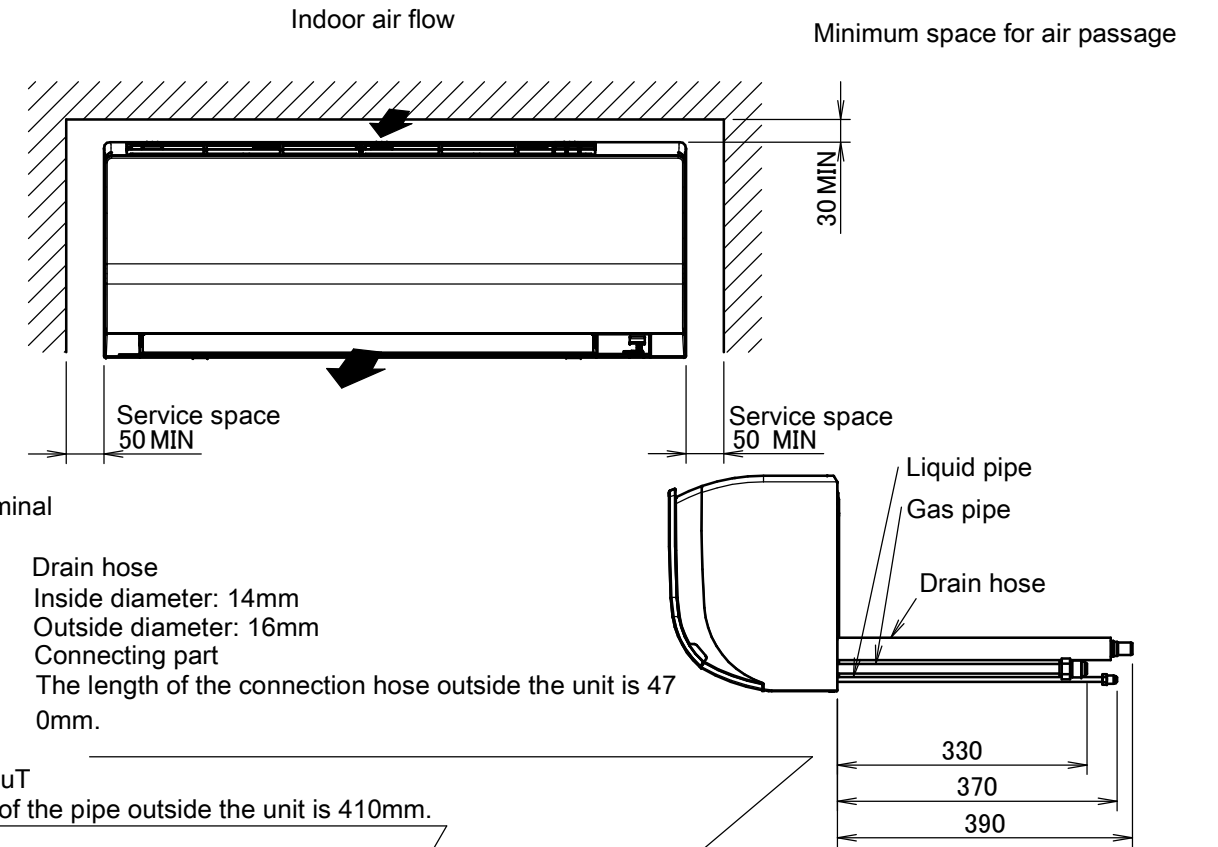 Indoor air flow
Minimum space for air passage
30 MIN
Service space
50 MIN
Service space
50 MIN
Liquid pipe
Gas pipe
Drain hose
minal
Drain hose
Inside diameter: 14mm
Outside diameter: 16mm
Connecting part
The length of the connection hose outside the unit is 47
0mm.
uT
of the pipe outside the unit is 410mm.
330
370
390